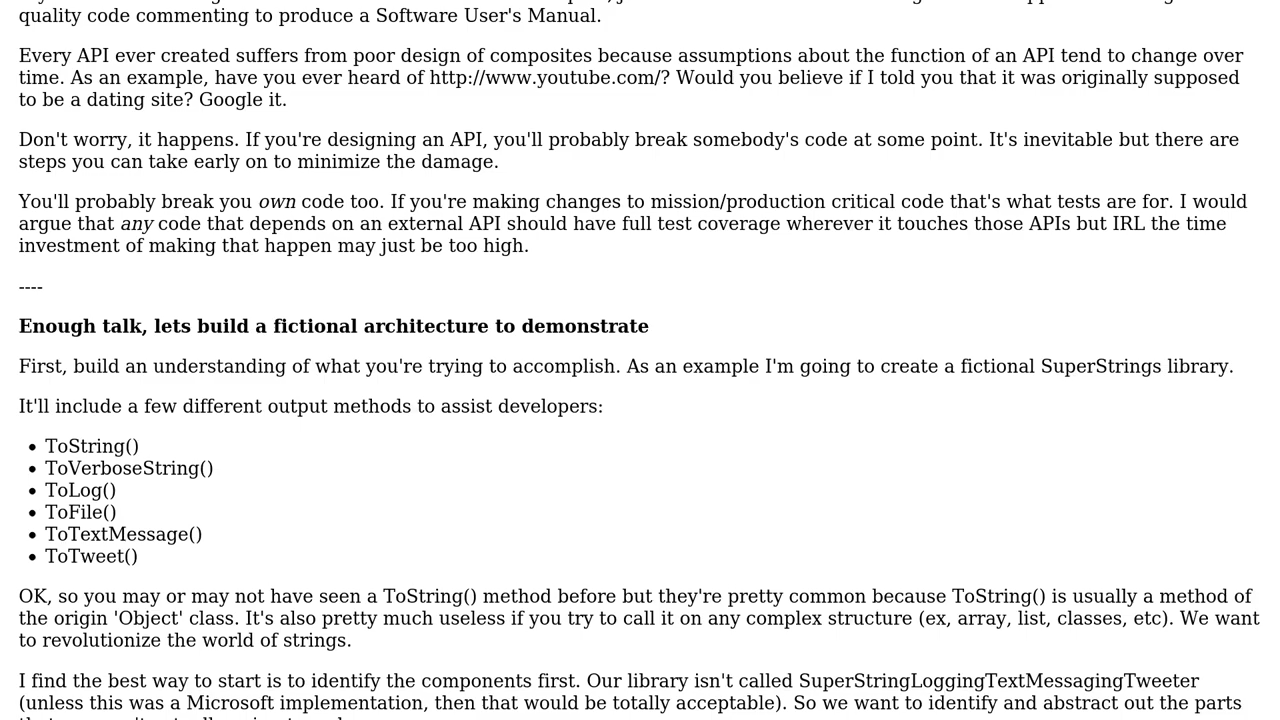 quality code commenting to produce a Software User's Manual.
Every API ever created suffers from poor design of composites because assumptions about the function of an API tend to change over
time. As an example, have you ever heard of http://www.youtube.com/? Would you believe if I told you that it was originally supposed
to be a dating site? Google it.
Don't worry, it happens. If you're designing an API, you'll probably break somebody's code at some point. It's inevitable but there are
steps you can take early on to minimize the damage.
You'll probably break you own code too. If you're making changes to mission/production critical code that's what tests are for. I would
argue that any code that depends on an external API should have full test coverage wherever it touches those APIs but IRL the time
investment of making that happen may just be too high.
----
Enough talk, lets build a fictional architecture to demonstrate
First, build an understanding of what you're trying to accomplish. As an example I'm going to create a fictional SuperStrings library.
It'll include a few different output methods to assist developers:
• ToString()
• ToVerboseString()
• ToLog()
• ToFile()
• ToTextMessage()
• ToTweet()
OK, so you may or may not have seen a ToString() method before but they're pretty common because ToString() is usually a method of
the origin 'Object' class. It's also pretty much useless if you try to call it on any complex structure (ex, array, list, classes, etc). We want
to revolutionize the world of strings.
I find the best way to start is to identify the components first. Our library isn't called SuperStringLoggingTextMessagingTweeter
(unless this was a Microsoft implementation, then that would be totally acceptable). So we want to identify and abstract out the parts